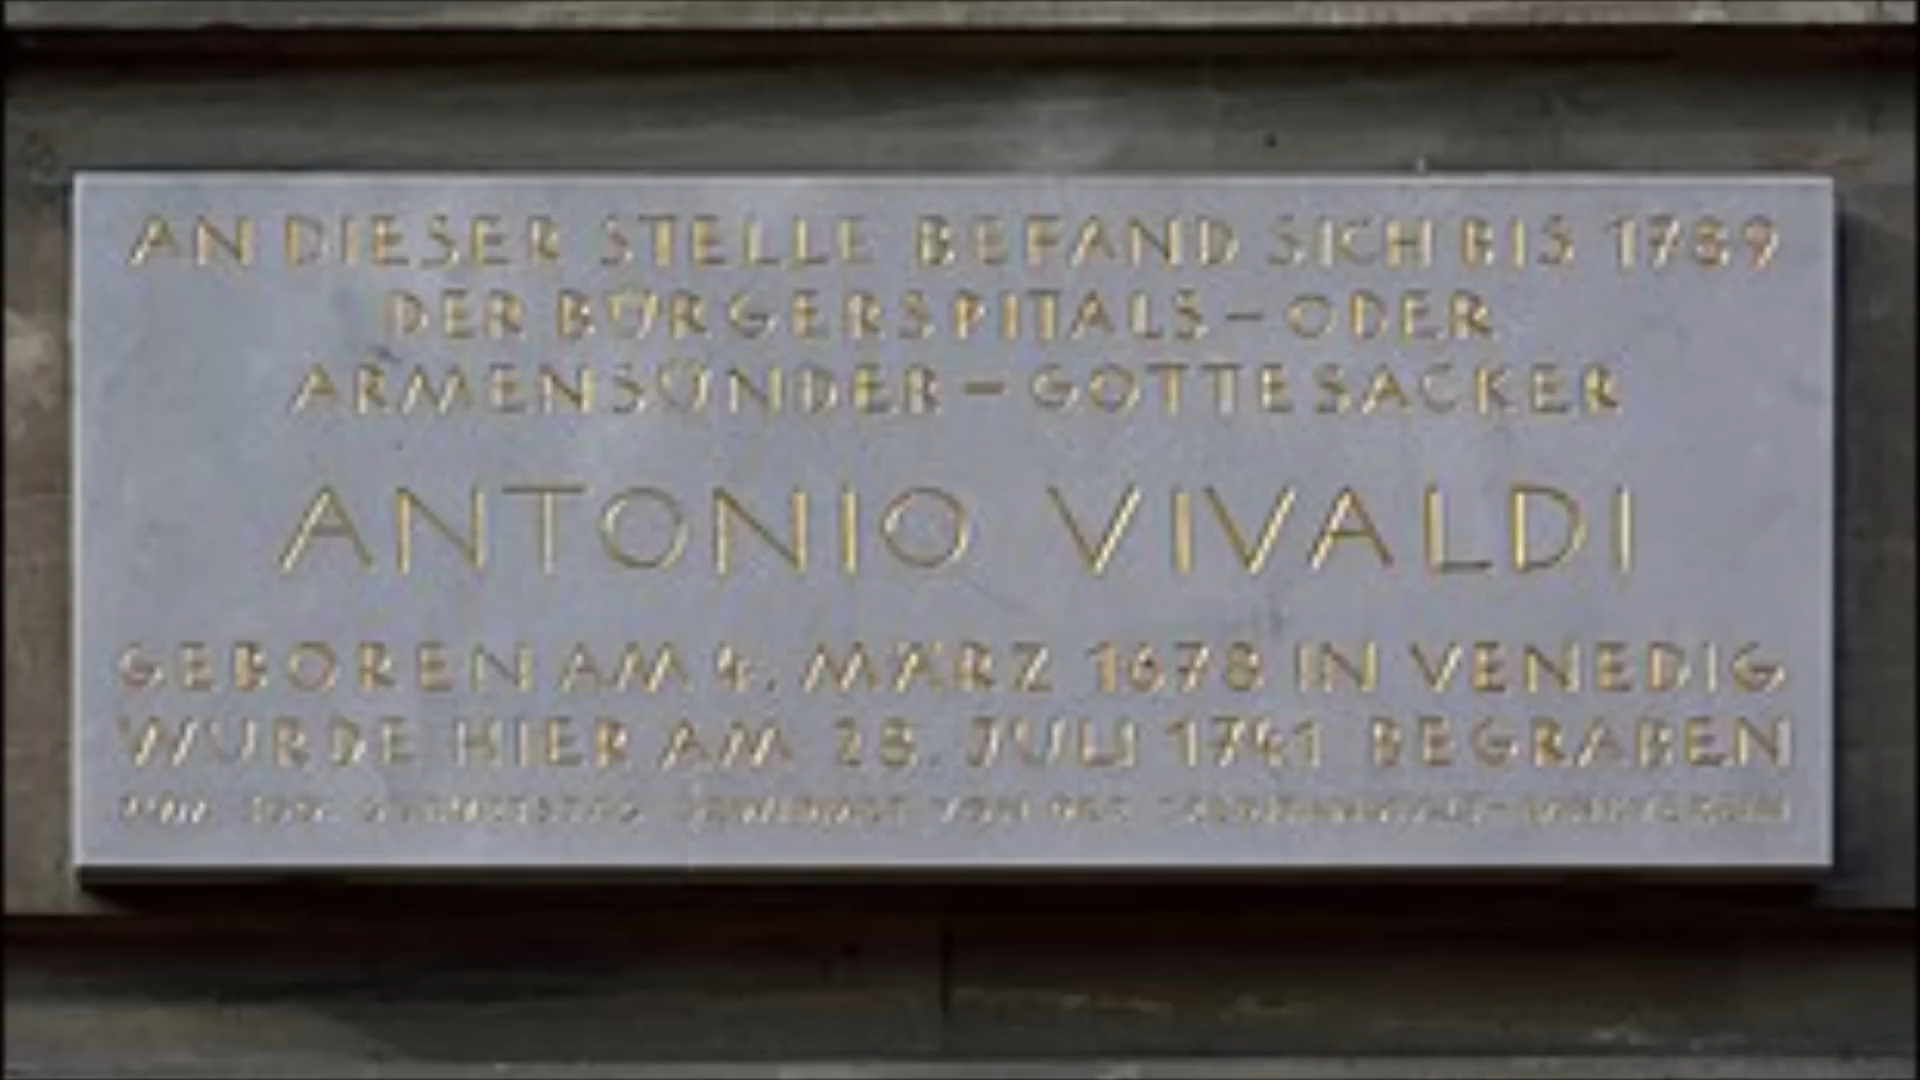 AN DIESER STELLE BEFAND SICH BIS 1789
DER BÜRGERSPITALS-ODER
ARMENSÜNDER-GOTTESACKER
ANTONIO VIVALDI
GEBOREN AM 4. MÄRZ 1678 IN VENEDIG
WURDE HIER AM 28. JULI 1741 BEGRABEN